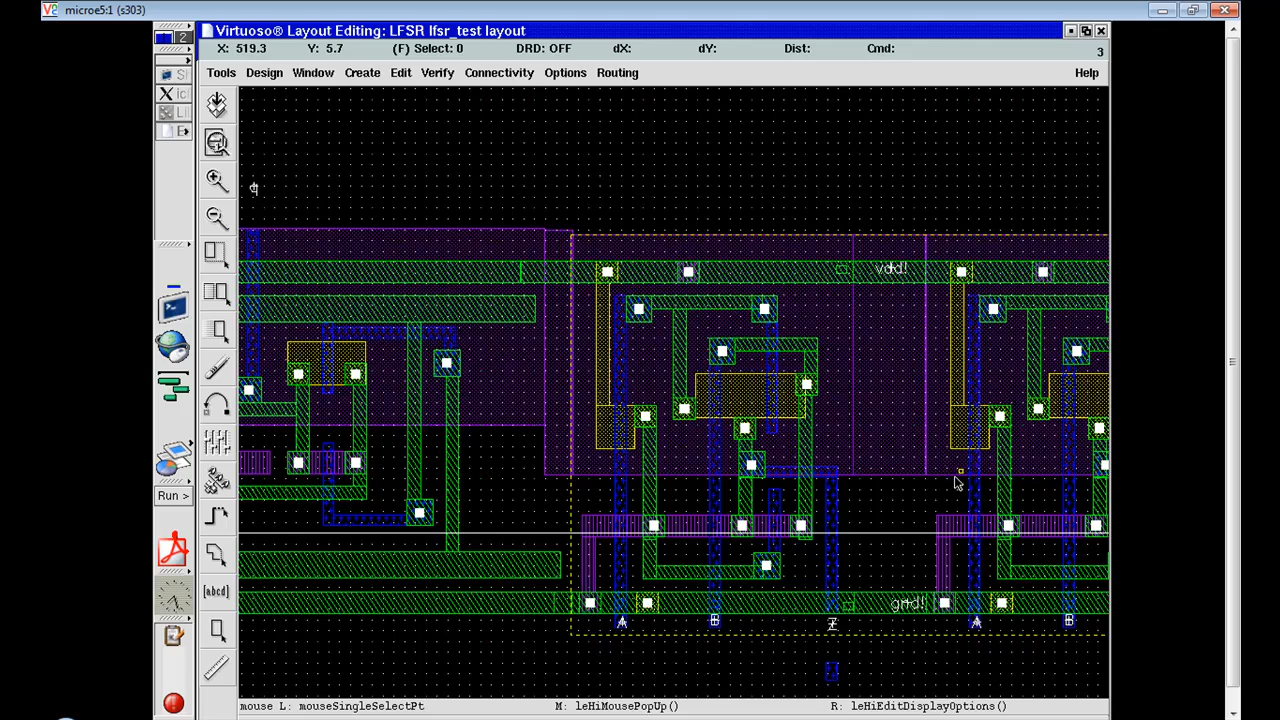 microe5:1 (s303)
Virtuoso® Layout Editing: LFSR lfsr_test layout
X: 519.3 Y: 5.7 (F) Select: 0 DRD: OFF dX: dY: Dist: Cmd:
3
Tools Design Window Create Edit Verify Connectivity Options Routing Help
2
vdd!
Run >
[abcd]
gnd!
A B Z A B
mouse L: mouseSingleSelectPt M: leHiMousePopUp() R: leHiEditDisplayOptions()